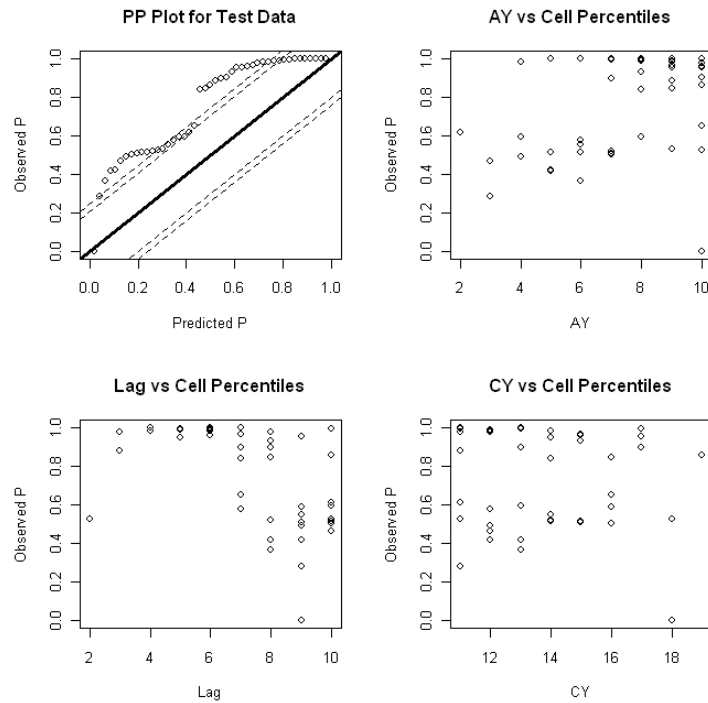 PP Plot for Test Data
Observed P
0.0 0.2 0.4 0.6 0.8 1.0
0.0 0.2 0.4 0.6 0.8 1.0
Predicted P
AY vs Cell Percentiles
Observed P
0.0 0.2 0.4 0.6 0.8 1.0
2 4 6 8 10
AY
Lag vs Cell Percentiles
Observed P
0.0 0.2 0.4 0.6 0.8 1.0
2 4 6 8 10
Lag
CY vs Cell Percentiles
Observed P
0.0 0.2 0.4 0.6 0.8 1.0
12 14 16 18
CY